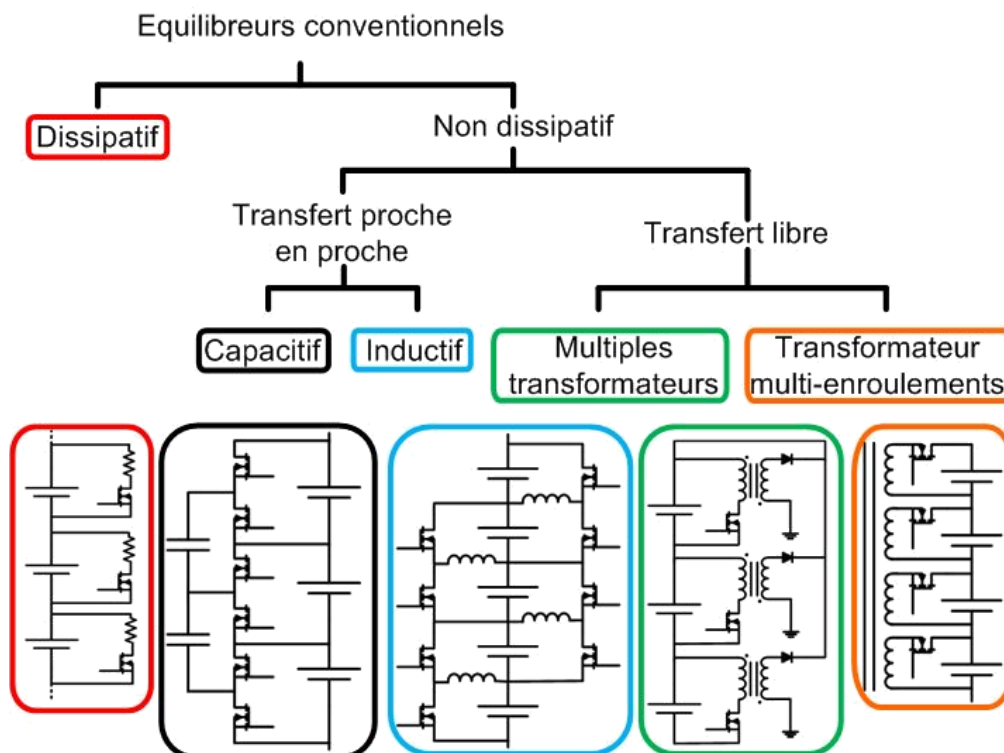 Equilibreurs conventionnels
Dissipatif
Non dissipatif
Transfert proche
en proche
Transfert libre
Capacitif
Inductif
Multiples
transformateurs
Transformateur
multi-enroulements